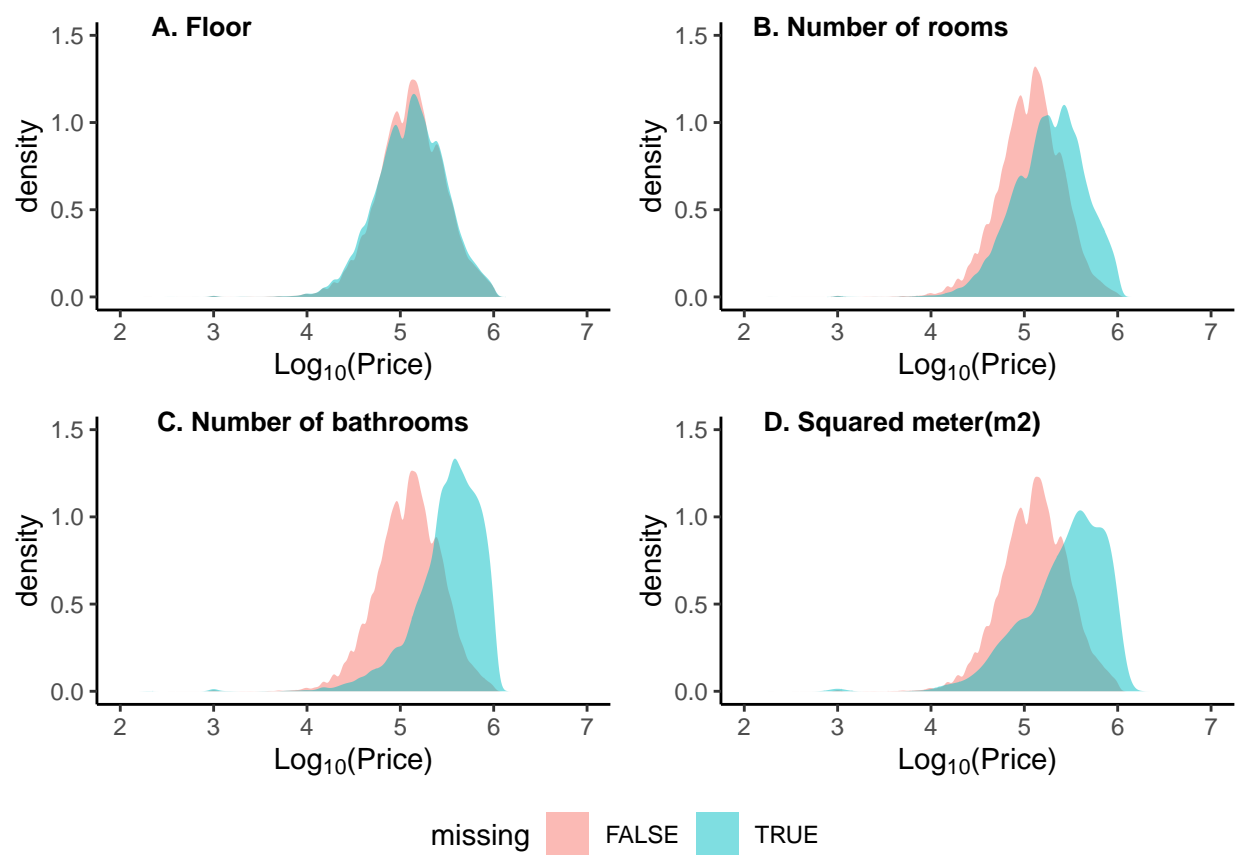 A. Floor
1.5
1.0
0.5
0.0
density
2 3 4 5 6 7
Log10(Price)
B. Number of rooms
1.5
1.0
0.5
0.0
density
2 3 4 5 6 7
Log10(Price)
C. Number of bathrooms
1.5
1.0
0.5
0.0
density
2 3 4 5 6 7
Log10(Price)
D. Squared meter(m2)
1.5
1.0
0.5
0.0
density
2 3 4 5 6 7
Log10(Price)
missing FALSE TRUE